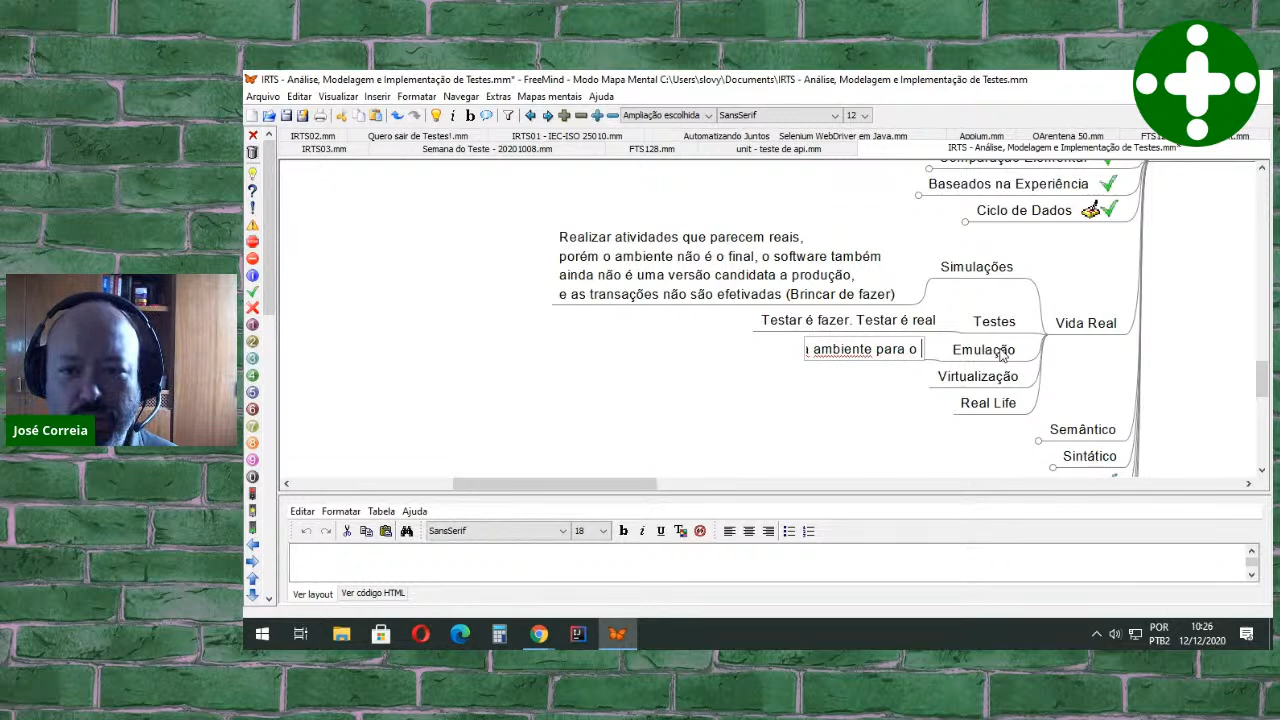 IRTS - Análise, Modelagem e Implementação de Testes.mm* - FreeMind - Modo Mapa Mental C:\Users\slovy\Documents\IRTS - Análise, Modelagem e Implementação de Testes.mm)
Arquivo Editar Visualizar Inserir Formatar Navegar Extras Mapas mentais Ajuda
Ampliação escolhida SansSerif 12
IRTS02.mm Quero sair de Testes!.mm IRTS01 - IEC-ISO 25010.mm Automatizando Juntos Selenium WebDriver em Java.mm Appium.mm OArentena 50.mm
IRTS03.mm Semana do Teste - 20201008.mm FTS128.mm unit - teste de api.mm IRTS - Análise, Modelagem e Implementação de Testes.mm*
Baseados na Experiência
Ciclo de Dados
Realizar atividades que parecem reais,
porém o ambiente não é o final, o software também
ainda não é uma versão candidata a produção,
e as transações não são efetivadas (Brincar de fazer)
Simulações
Testar é fazer. Testar é real
Testes
Vida Real
ambiente para o
Emulação
Virtualização
Real Life
Semântico
Sintático
José Correia
Editar Formatar Tabela Ajuda
SansSerif 18
Ver layout Ver código HTML
POR
PTB2
10:26
12/12/2020